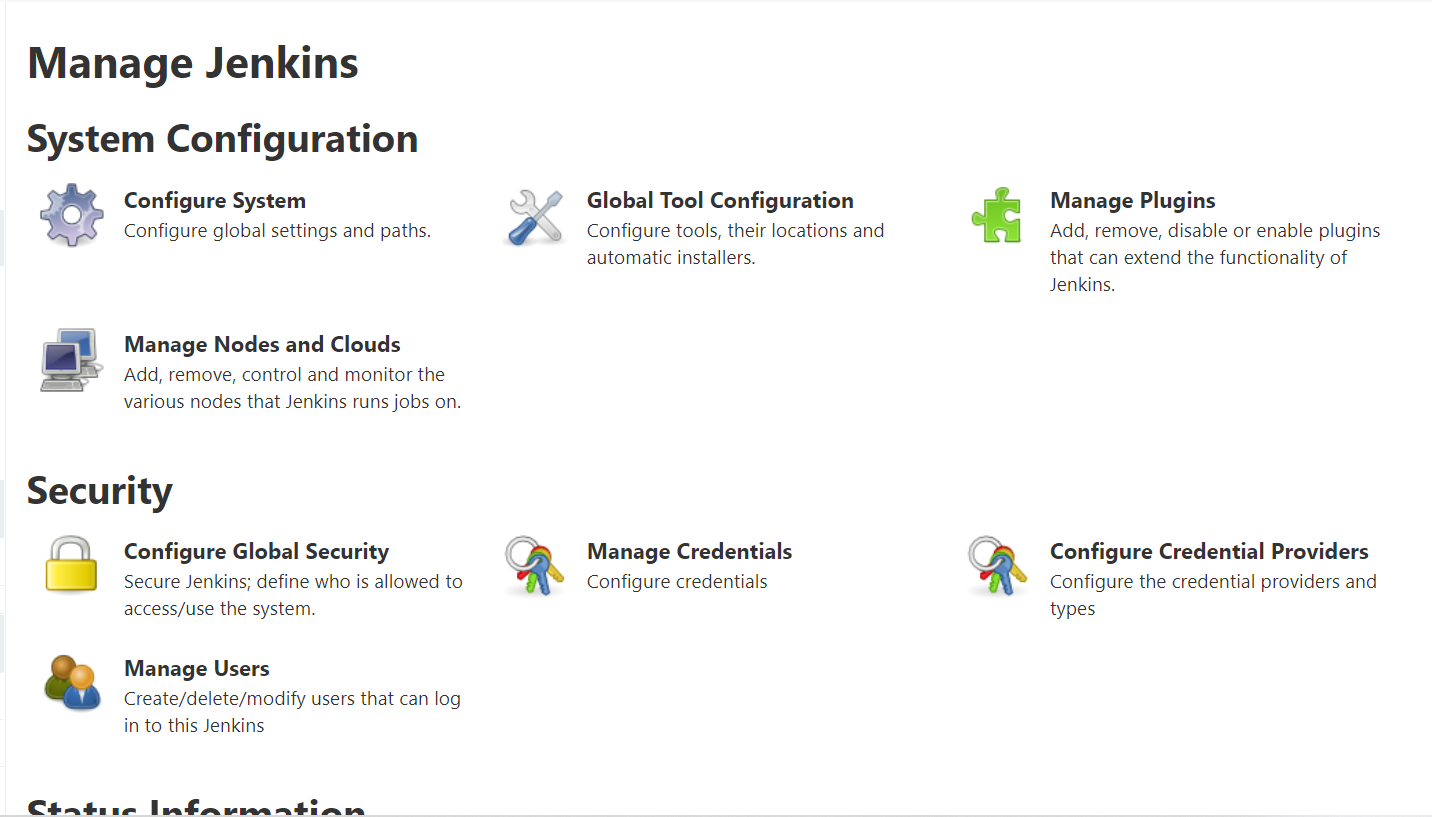 Manage Jenkins
System Configuration
Configure System
Configure global settings and paths.
Global Tool Configuration
Configure tools, their locations and
automatic installers.
Manage Plugins
Add, remove, disable or enable plugins
that can extend the functionality of
Jenkins.
Manage Nodes and Clouds
Add, remove, control and monitor the
various nodes that Jenkins runs jobs on.
Security
Configure Global Security
Secure Jenkins; define who is allowed to
access/use the system.
Manage Credentials
Configure credentials
Configure Credential Providers
Configure the credential providers and
types
Manage Users
Create/delete/modify users that can log
in to this Jenkins
Status Information